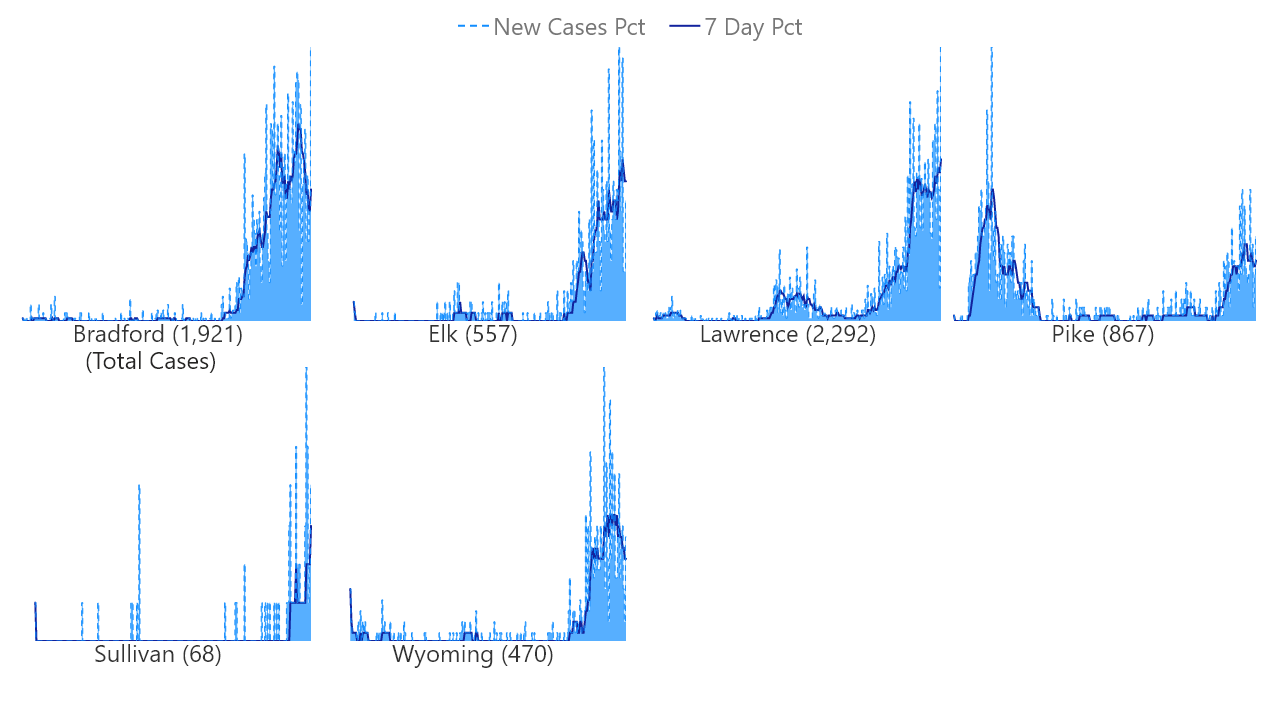 New Cases Pct 7 Day Pct
Bradford (1,921)
(Total Cases)
Elk (557)
Lawrence (2,292)
Pike (867)
Sullivan (68)
Wyoming (470)